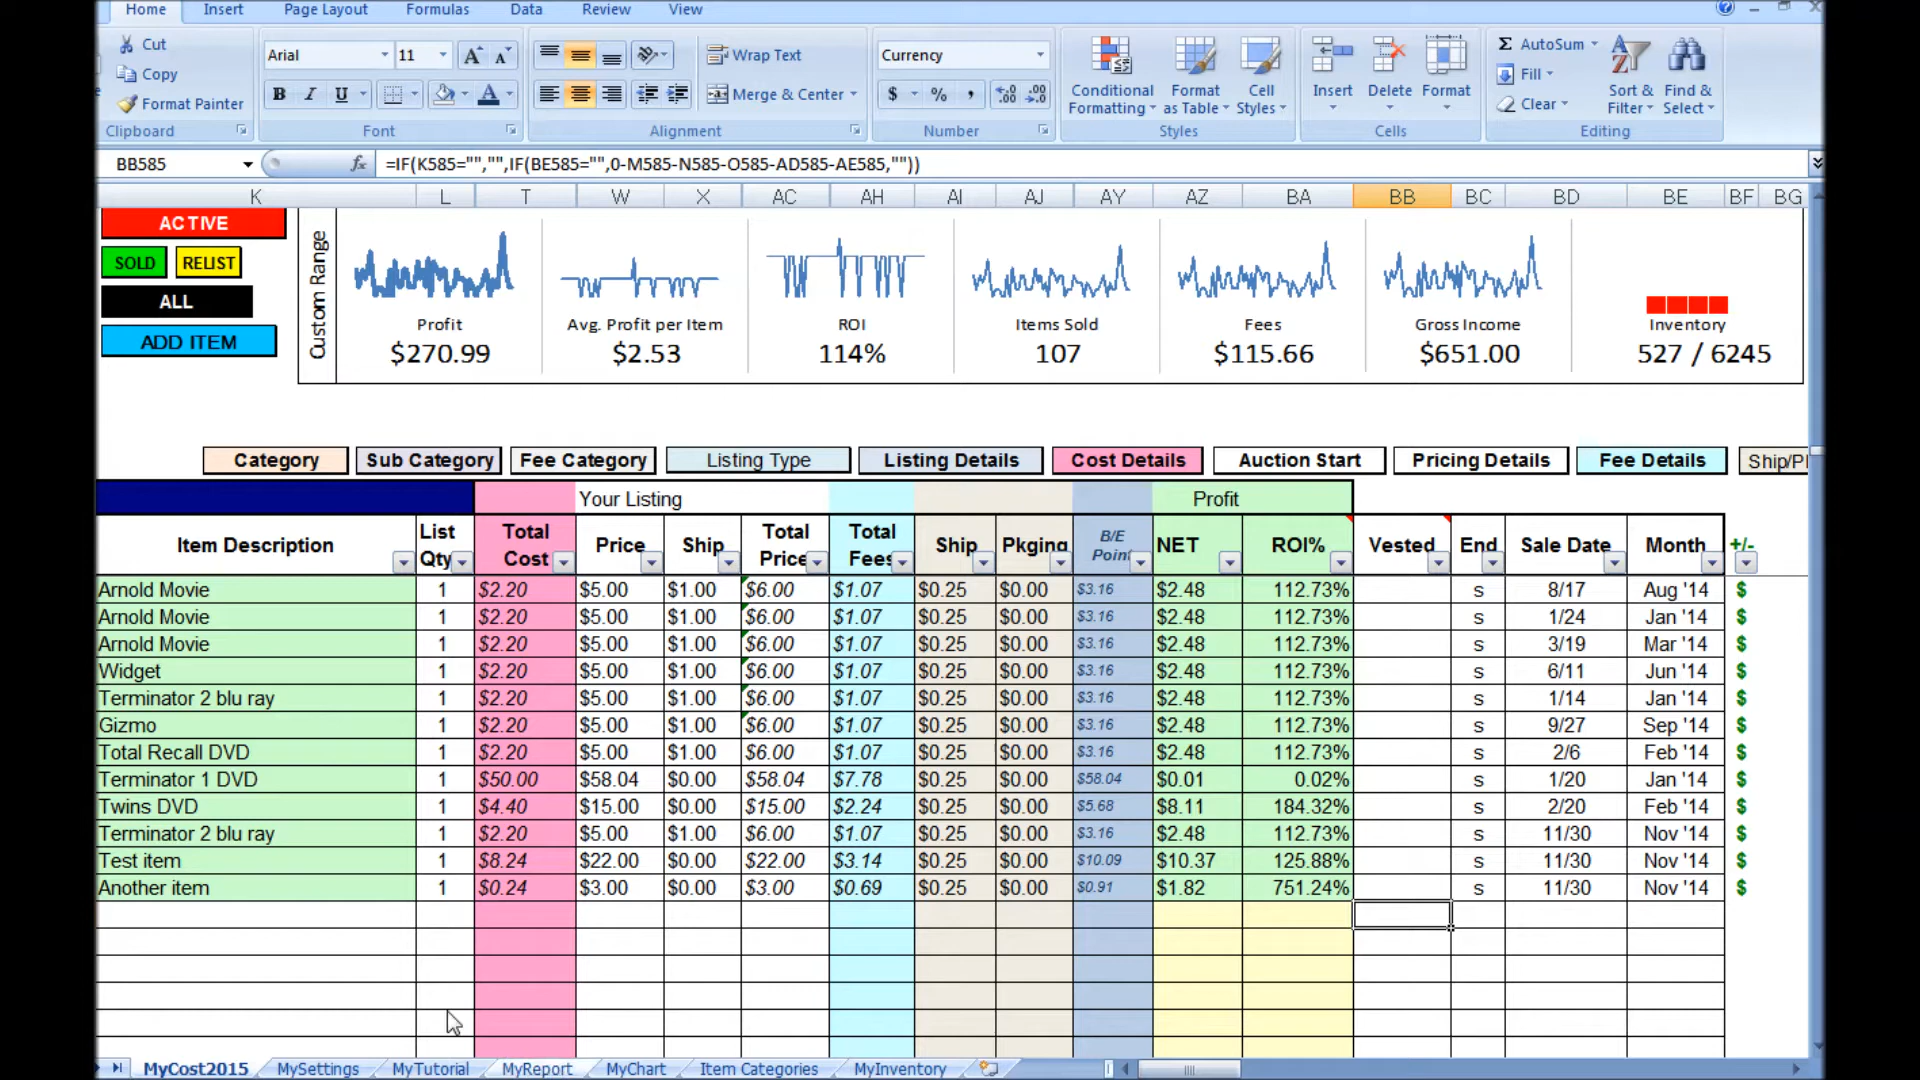 Home Insert Page Layout Formulas Data Review View
Cut
Copy
Format Painter
Clipboard
Arial 11
B I U
Font
Wrap Text
Merge & Center
Alignment
Currency
$ % ,
Number
Conditional Formatting
Format as Table
Cell Styles
Styles
Insert Delete Format
Cells
AutoSum
Fill
Clear
Sort & Filter
Find & Select
Editing
BB585 fx =IF(K585="","",IF(BE585="",0-M585-N585-O585-AD585-AE585,""))
K L T W X AC AH AI AJ AY AZ BA BB BC BD BE BF BG
ACTIVE
SOLD RELIST
ALL
ADD ITEM
Custom Range
Profit Avg. Profit per Item ROI Items Sold Fees Gross Income Inventory
$270.99 $2.53 114% 107 $115.66 $651.00 527 / 6245
Category Sub Category Fee Category Listing Type Listing Details Cost Details Auction Start Pricing Details Fee Details Ship/P
Your Listing Profit
Item Description List Qty Total Cost Price Ship Total Price Total Fees Ship Pkging B/E Point NET ROI% Vested End Sale Date Month +/-
Arnold Movie 1 $2.20 $5.00 $1.00 $6.00 $1.07 $0.25 $0.00 $3.16 $2.48 112.73% s 8/17 Aug '14 $
Arnold Movie 1 $2.20 $5.00 $1.00 $6.00 $1.07 $0.25 $0.00 $3.16 $2.48 112.73% s 1/24 Jan '14 $
Arnold Movie 1 $2.20 $5.00 $1.00 $6.00 $1.07 $0.25 $0.00 $3.16 $2.48 112.73% s 3/19 Mar '14 $
Widget 1 $2.20 $5.00 $1.00 $6.00 $1.07 $0.25 $0.00 $3.16 $2.48 112.73% s 6/11 Jun '14 $
Terminator 2 blu ray 1 $2.20 $5.00 $1.00 $6.00 $1.07 $0.25 $0.00 $3.16 $2.48 112.73% s 1/14 Jan '14 $
Gizmo 1 $2.20 $5.00 $1.00 $6.00 $1.07 $0.25 $0.00 $3.16 $2.48 112.73% s 9/27 Sep '14 $
Total Recall DVD 1 $2.20 $5.00 $1.00 $6.00 $1.07 $0.25 $0.00 $3.16 $2.48 112.73% s 2/6 Feb '14 $
Terminator 1 DVD 1 $50.00 $58.04 $0.00 $58.04 $7.78 $0.25 $0.00 $58.04 $0.01 0.02% s 1/20 Jan '14 $
Twins DVD 1 $4.40 $15.00 $0.00 $15.00 $2.24 $0.25 $0.00 $5.68 $8.11 184.32% s 2/20 Feb '14 $
Terminator 2 blu ray 1 $2.20 $5.00 $1.00 $6.00 $1.07 $0.25 $0.00 $3.16 $2.48 112.73% s 11/30 Nov '14 $
Test item 1 $8.24 $22.00 $0.00 $22.00 $3.14 $0.25 $0.00 $10.09 $10.37 125.88% s 11/30 Nov '14 $
Another item 1 $0.24 $3.00 $0.00 $3.00 $0.69 $0.25 $0.00 $0.91 $1.82 751.24% s 11/30 Nov '14 $
MyCost2015 MySettings MyTutorial MyReport MyChart Item Categories MyInventory